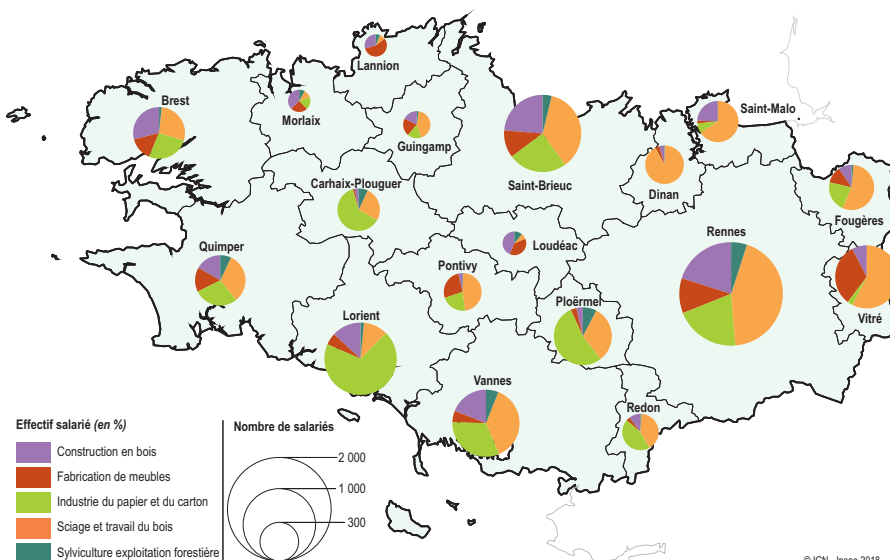 Lannion
Brest
Morlaix
Saint-Malo
Guingamp
Saint-Brieuc
Dinan
Carhaix-Plouguer
Fougères
Rennes
Loudéac
Quimper
Pontivy
Ploërmel
Lorient
Vitré
Vannes
Redon
Effectif salarié (en %)
Construction en bois
Fabrication de meubles
Industrie du papier et du carton
Sciage et travail du bois
Sylviculture exploitation forestière
Nombre de salariés
2 000
1 000
300
© IGN - Insee 2018